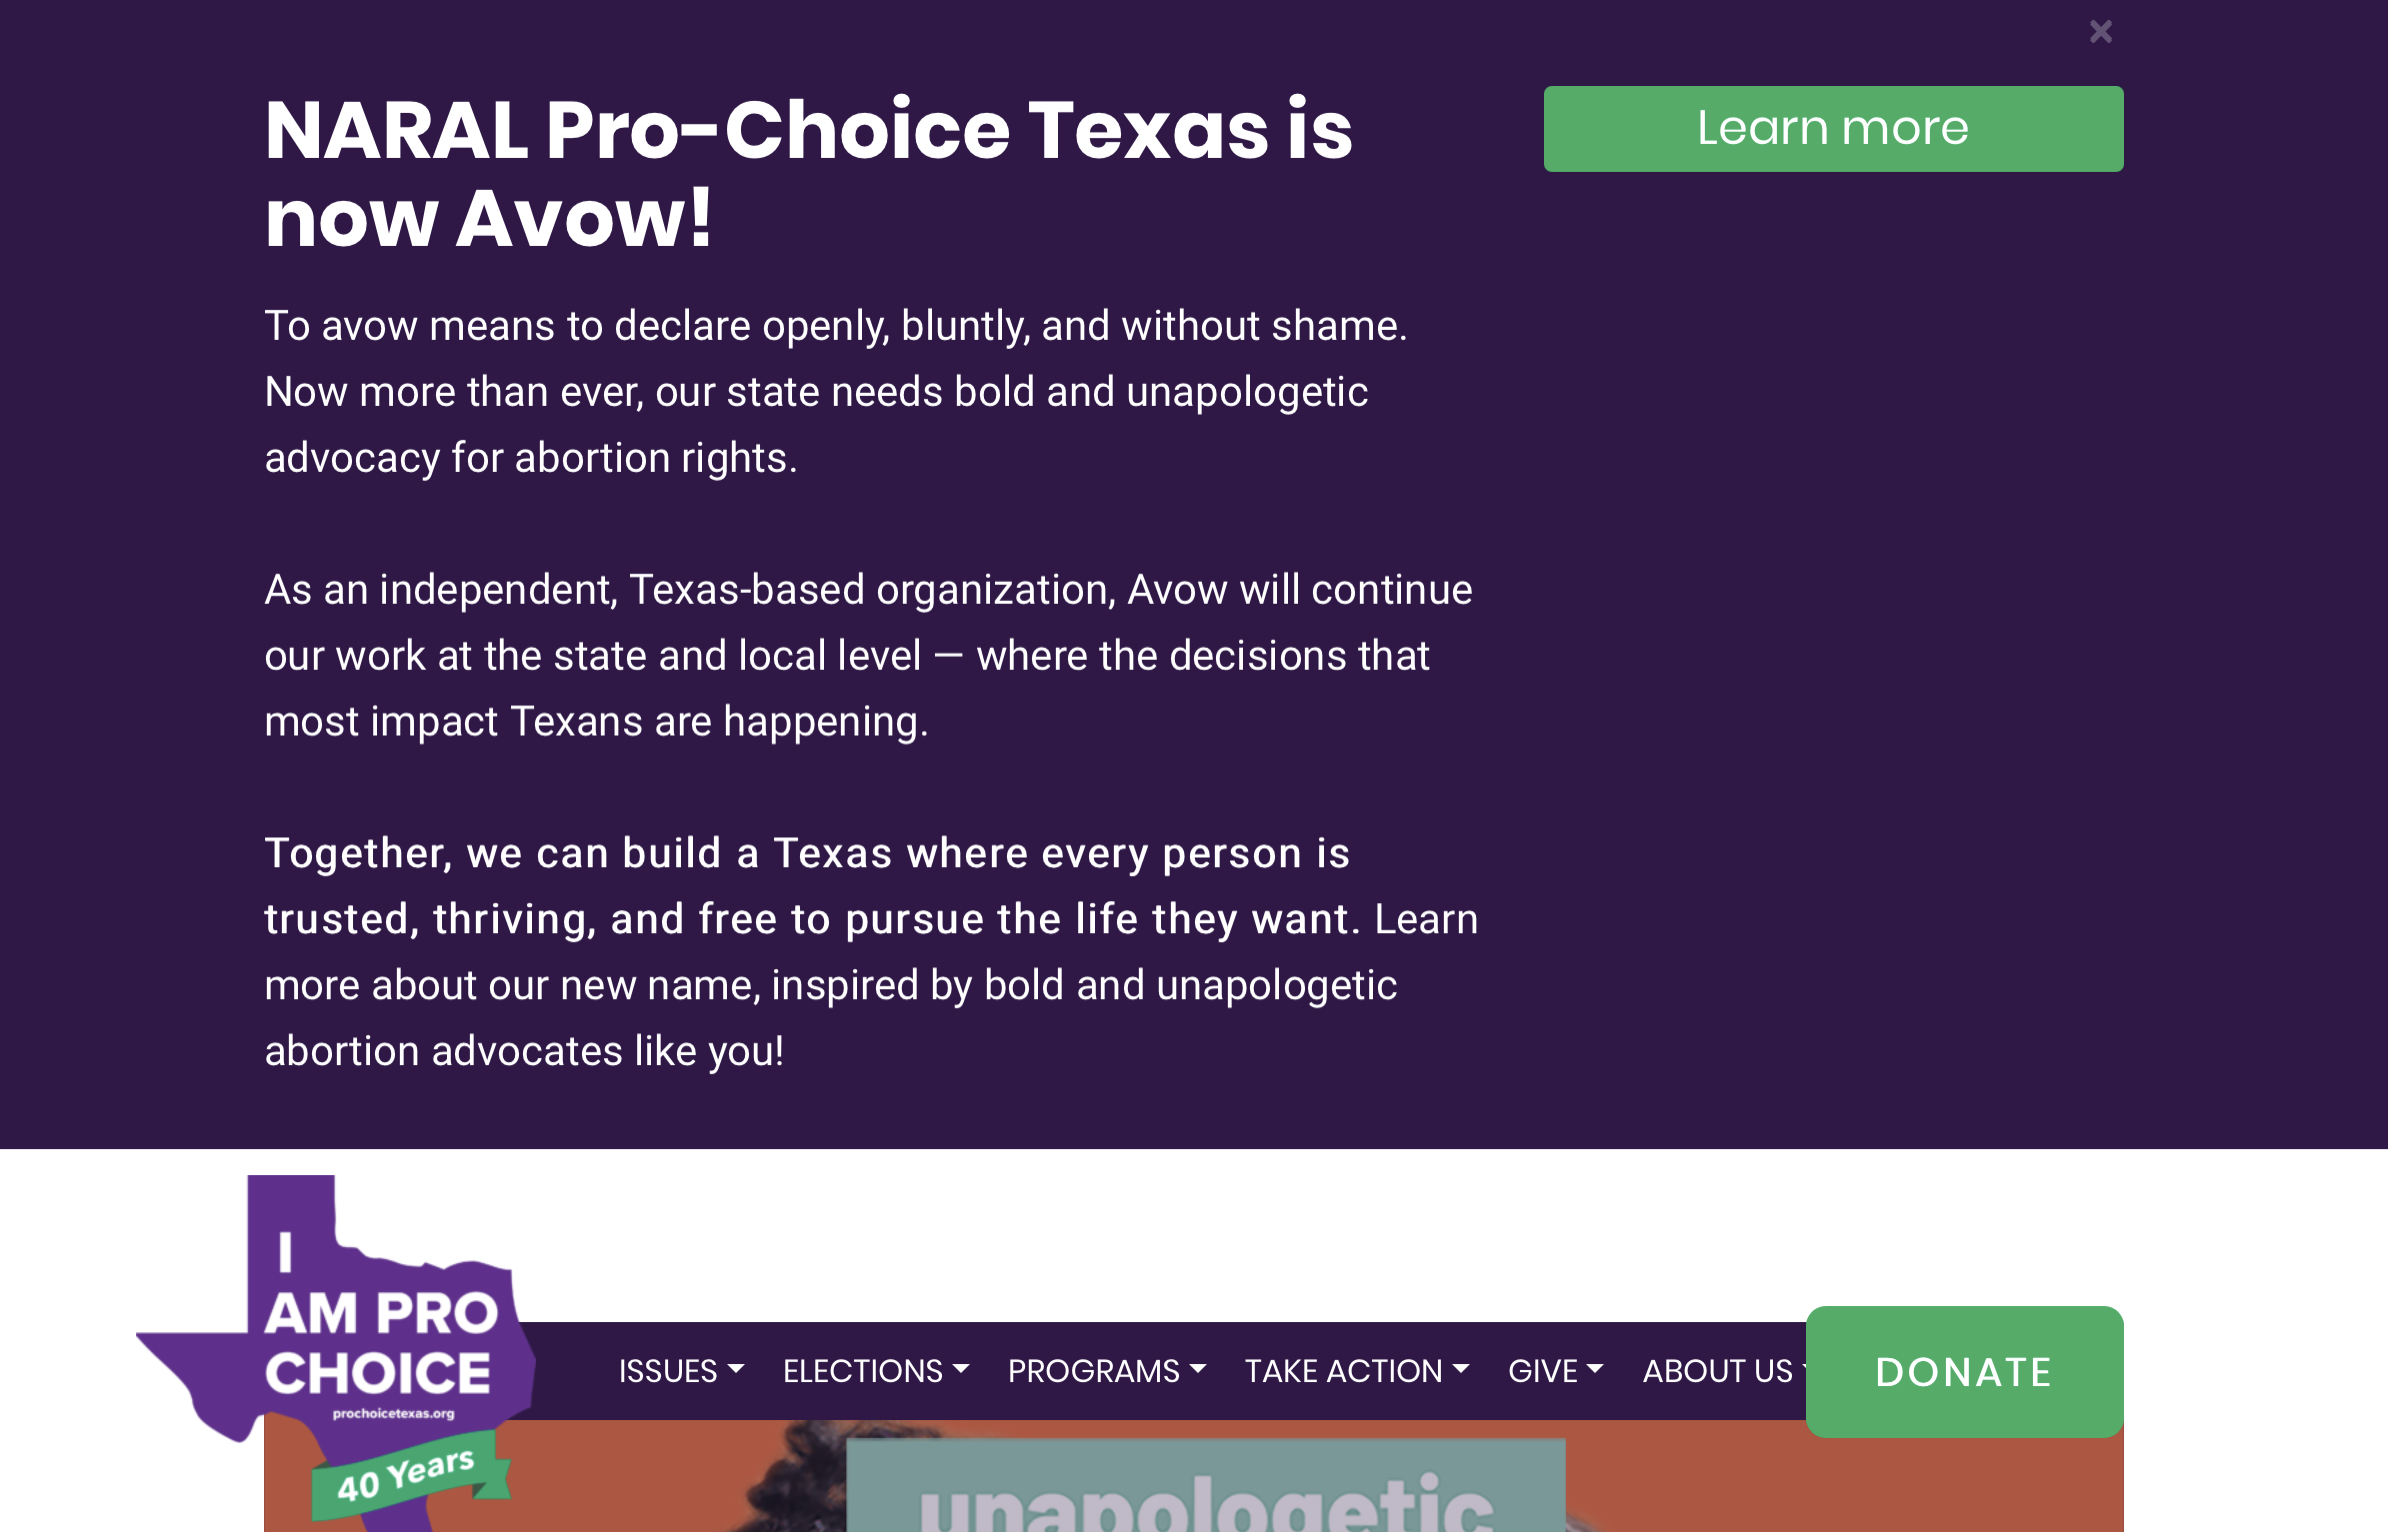 NARAL Pro-Choice Texas is
now Avow!
Learn more
To avow means to declare openly, bluntly, and without shame.
Now more than ever, our state needs bold and unapologetic
advocacy for abortion rights.
As an independent, Texas-based organization, Avow will continue
our work at the state and local level — where the decisions that
most impact Texans are happening.
Together, we can build a Texas where every person is
trusted, thriving, and free to pursue the life they want. Learn
more about our new name, inspired by bold and unapologetic
abortion advocates like you!
I
AM PRO
CHOICE
prochoicetexas.org
40 Years
ISSUES ELECTIONS PROGRAMS TAKE ACTION GIVE ABOUT US DONATE
unapologetic